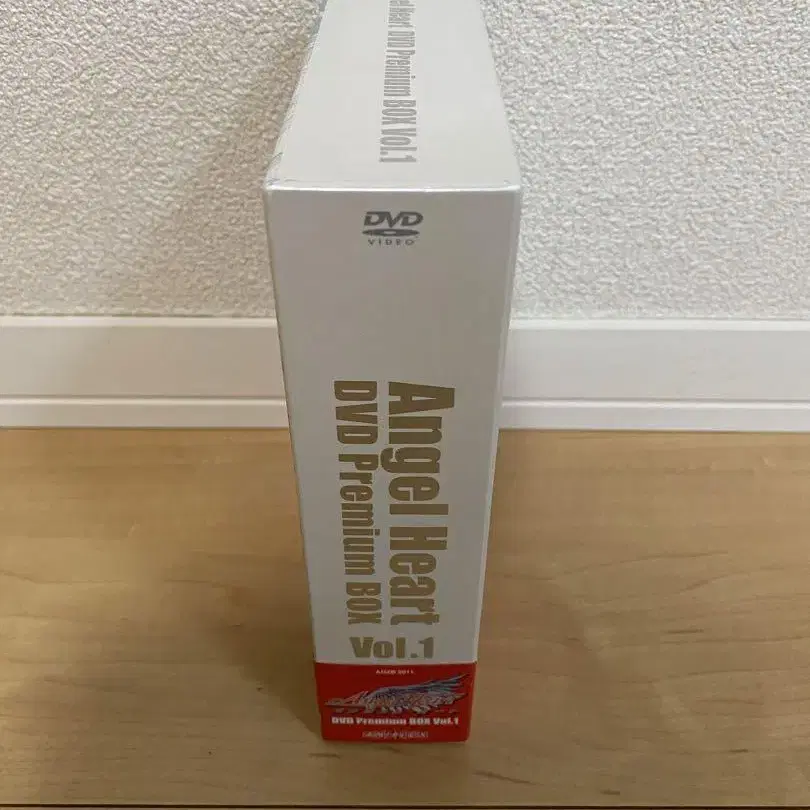 Heart DVD Premium BOX Vol.1
DVD
VIDEO
Angel Heart
DVD Premium BOX
Vol.1
DVD Premium BOX Vol.1